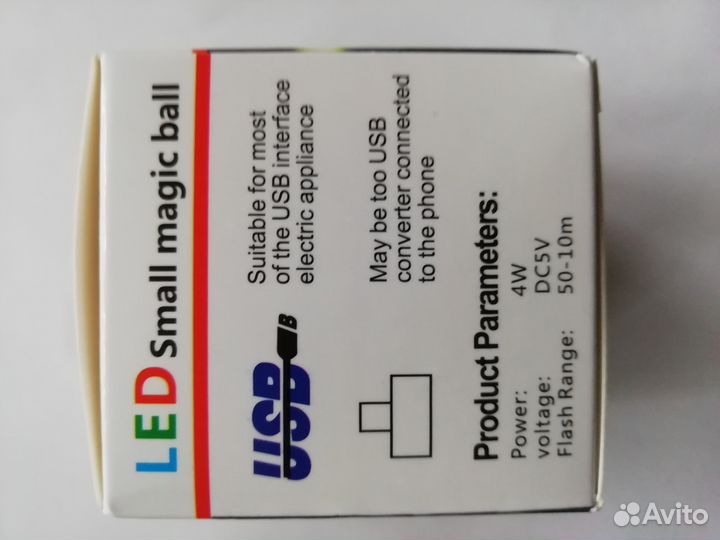 LED Small magic ball
USB
B
Suitable for most
of the USB interface
electric appliance
May be too USB
converter connected
to the phone
Product Parameters:
Power: 4W
voltage: DC5V
Flash Range: 50-10m
Avito